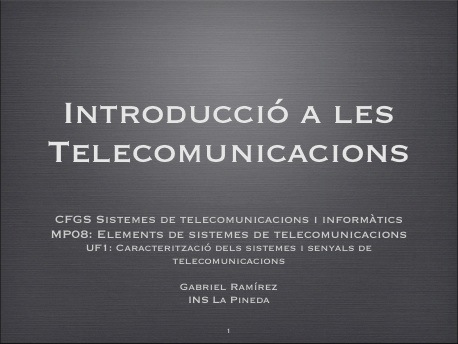 Introducció a les
Telecomunicacions
CFGS Sistemes de telecomunicacions i informàtics
MP08: Elements de sistemes de telecomunicacions
UF1: Caracterització dels sistemes i senyals de
telecomunicacions
Gabriel Ramírez
INS La Pineda
1